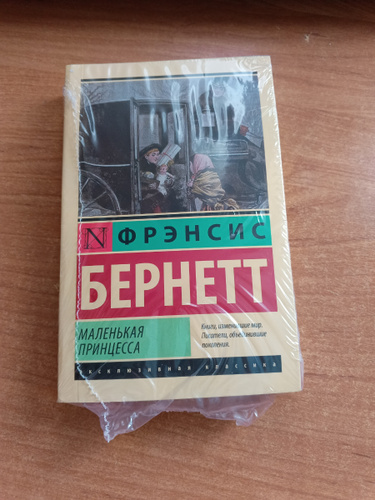 N ФРЭНСИС
БЕРНЕТТ
МАЛЕНЬКАЯ
ПРИНЦЕССА
Книги, изменившие мир.
Писатели, объединившие
поколения.
ЭКСКЛЮЗИВНАЯ КЛАССИКА